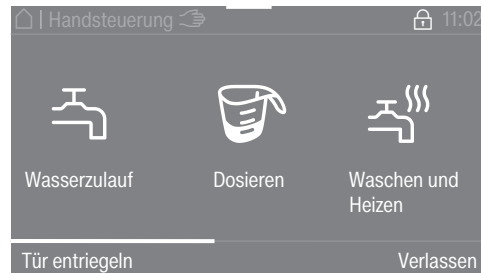 | Handsteuerung 11:02
Wasserzulauf Dosieren Waschen und
Heizen
Tür entriegeln Verlassen